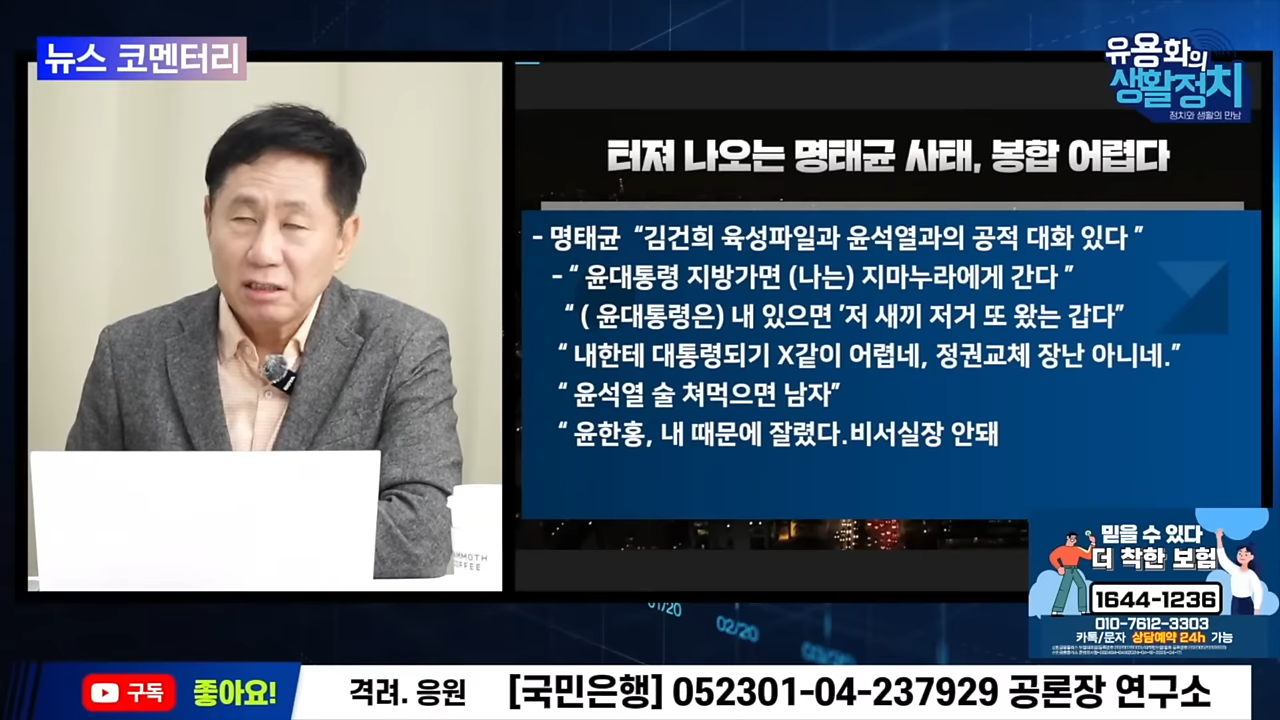 뉴스 코멘터리
유용화의
생활정치
정치와 생활의 만남
터져 나오는 명태균 사태, 봉합 어렵다
- 명태균 “김건희 육성파일과 윤석열과의 공적 대화 있다 ”
- “ 윤대통령 지방가면 (나는) 지마누라에게 간다 ”
“ ( 윤대통령은) 내 있으면 ’저 새끼 저거 또 왔는 갑다”
“ 내한테 대통령되기 X같이 어렵네, 정권교체 장난 아니네.”
“ 윤석열 술 쳐먹으면 남자”
“ 윤한홍, 내 때문에 잘렸다.비서실장 안돼
믿을 수 있다
더 착한 보험
1644-1236
010-7612-3303
카톡/문자 상담예약 24h 가능
MOTH
COFFEE
01/20
02/20
구독 좋아요!
격려. 응원 [국민은행] 052301-04-237929 공론장 연구소